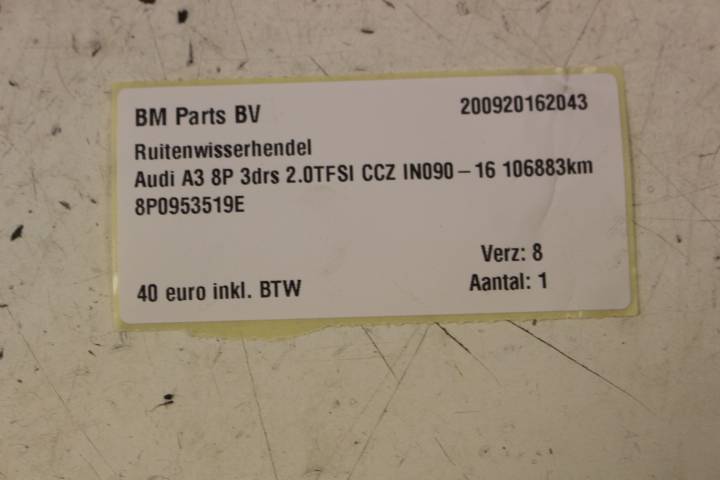 BM Parts BV 200920162043
Ruitenwisserhendel
Audi A3 8P 3drs 2.0TFSI CCZ IN090 – 16 106883km
8P0953519E
Verz: 8
40 euro inkl. BTW Aantal: 1